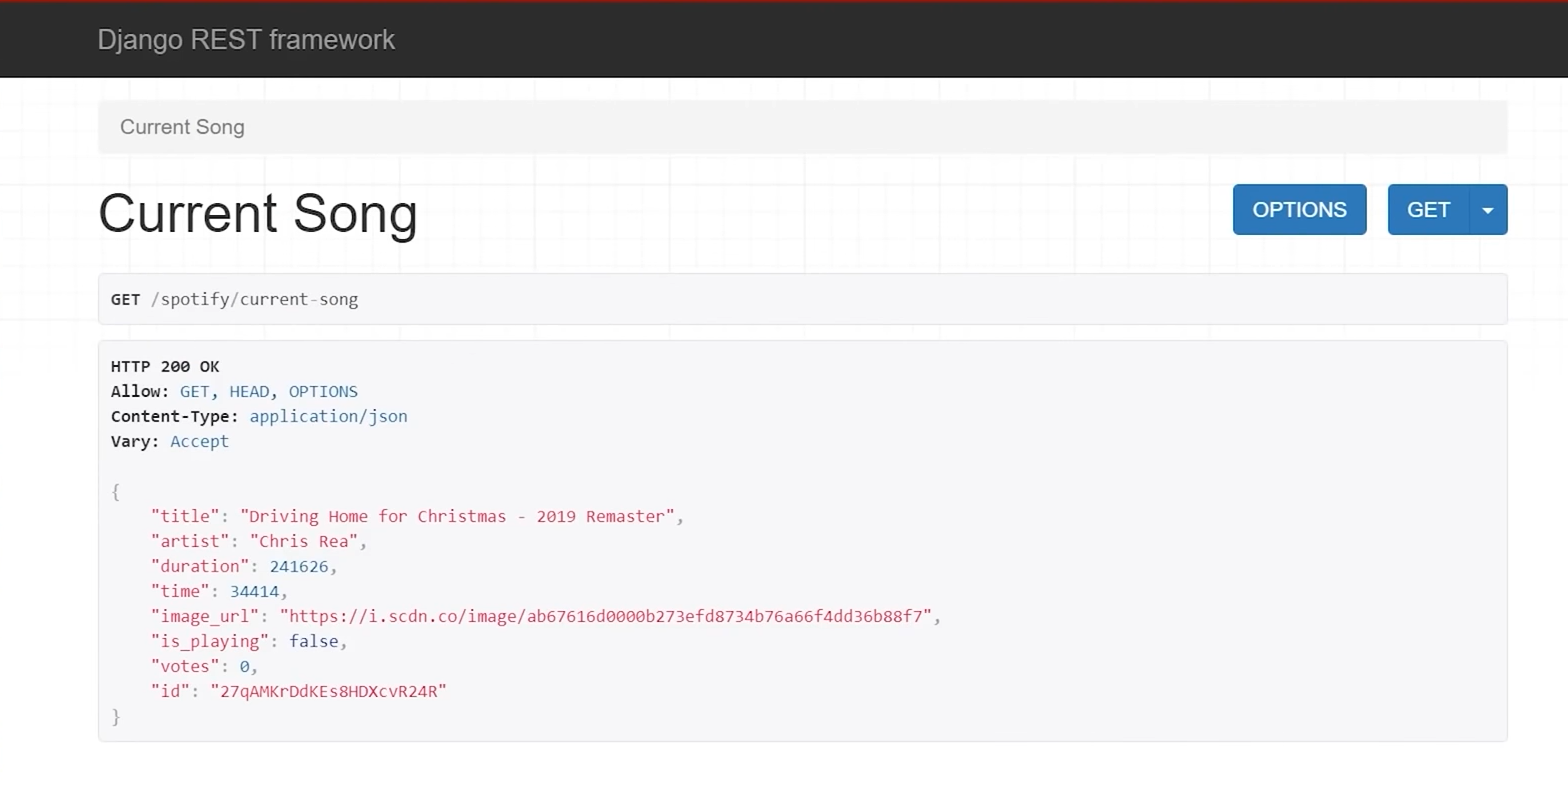 Django REST framework
Current Song
Current Song
OPTIONS
GET
GET /spotify/current-song
HTTP 200 OK
Allow: GET, HEAD, OPTIONS
Content-Type: application/json
Vary: Accept
{
    "title": "Driving Home for Christmas - 2019 Remaster",
    "artist": "Chris Rea",
    "duration": 241626,
    "time": 34414,
    "image_url": "https://i.scdn.co/image/ab67616d0000b273efd8734b76a66f4dd36b88f7",
    "is_playing": false,
    "votes": 0,
    "id": "27qAMKrDdKEs8HDXcvR24R"
}